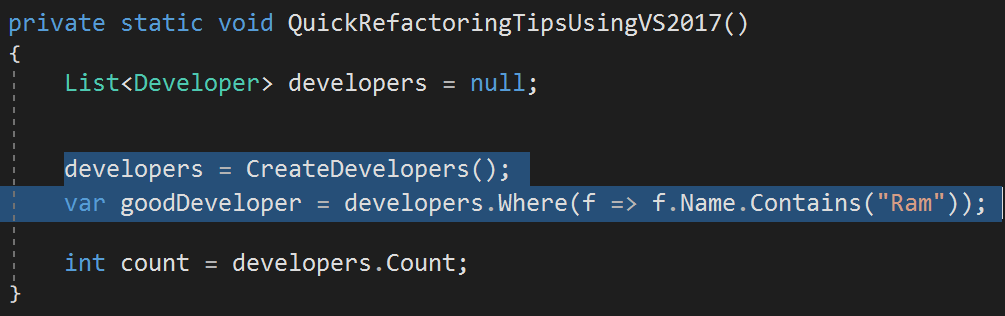 private static void QuickRefactoringTipsUsingVS2017()
{
List<Developer> developers = null;
developers = CreateDevelopers();
var goodDeveloper = developers.Where(f => f.Name.Contains("Ram"));
int count = developers.Count;
}